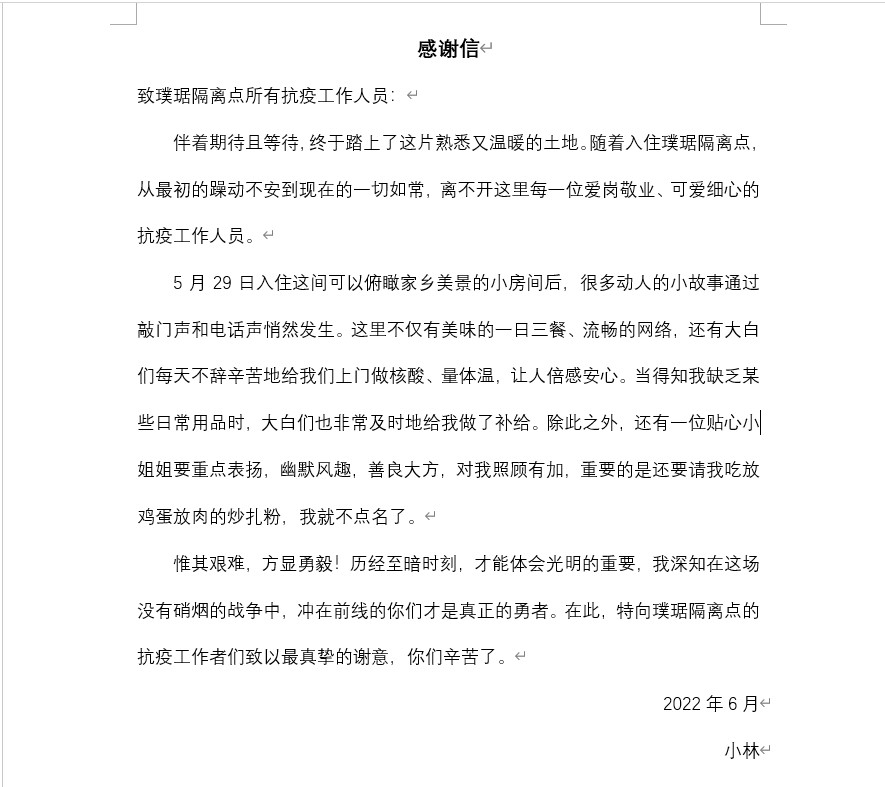 感谢信
致璞琚隔离点所有抗疫工作人员：
伴着期待且等待，终于踏上了这片熟悉又温暖的土地。随着入住璞琚隔离点，
从最初的躁动不安到现在的一切如常，离不开这里每一位爱岗敬业、可爱细心的
抗疫工作人员。
5 月 29 日入住这间可以俯瞰家乡美景的小房间后，很多动人的小故事通过
敲门声和电话声悄然发生。这里不仅有美味的一日三餐、流畅的网络，还有大白
们每天不辞辛苦地给我们上门做核酸、量体温，让人倍感安心。当得知我缺乏某
些日常用品时，大白们也非常及时地给我做了补给。除此之外，还有一位贴心小
姐姐要重点表扬，幽默风趣，善良大方，对我照顾有加，重要的是还要请我吃放
鸡蛋放肉的炒扎粉，我就不点名了。
惟其艰难，方显勇毅！历经至暗时刻，才能体会光明的重要，我深知在这场
没有硝烟的战争中，冲在前线的你们才是真正的勇者。在此，特向璞琚隔离点的
抗疫工作者们致以最真挚的谢意，你们辛苦了。
2022 年 6 月
小林